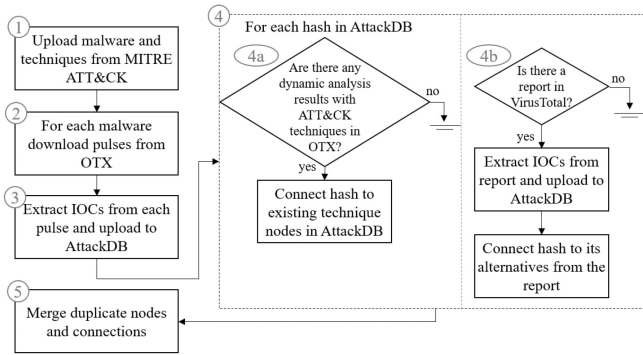 1
Upload malware and
techniques from MITRE
ATT&CK
2
For each malware
download pulses from
OTX
3
Extract IOCs from each
pulse and upload to
AttackDB
4
For each hash in AttackDB
4a
Are there any
dynamic analysis
results with
ATT&CK
techniques in
OTX?
no
yes
Connect hash to
existing technique
nodes in AttackDB
4b
Is there a
report in
VirusTotal?
no
yes
Extract IOCs from
report and upload to
AttackDB
Connect hash to its
alternatives from the
report
5
Merge duplicate nodes
and connections